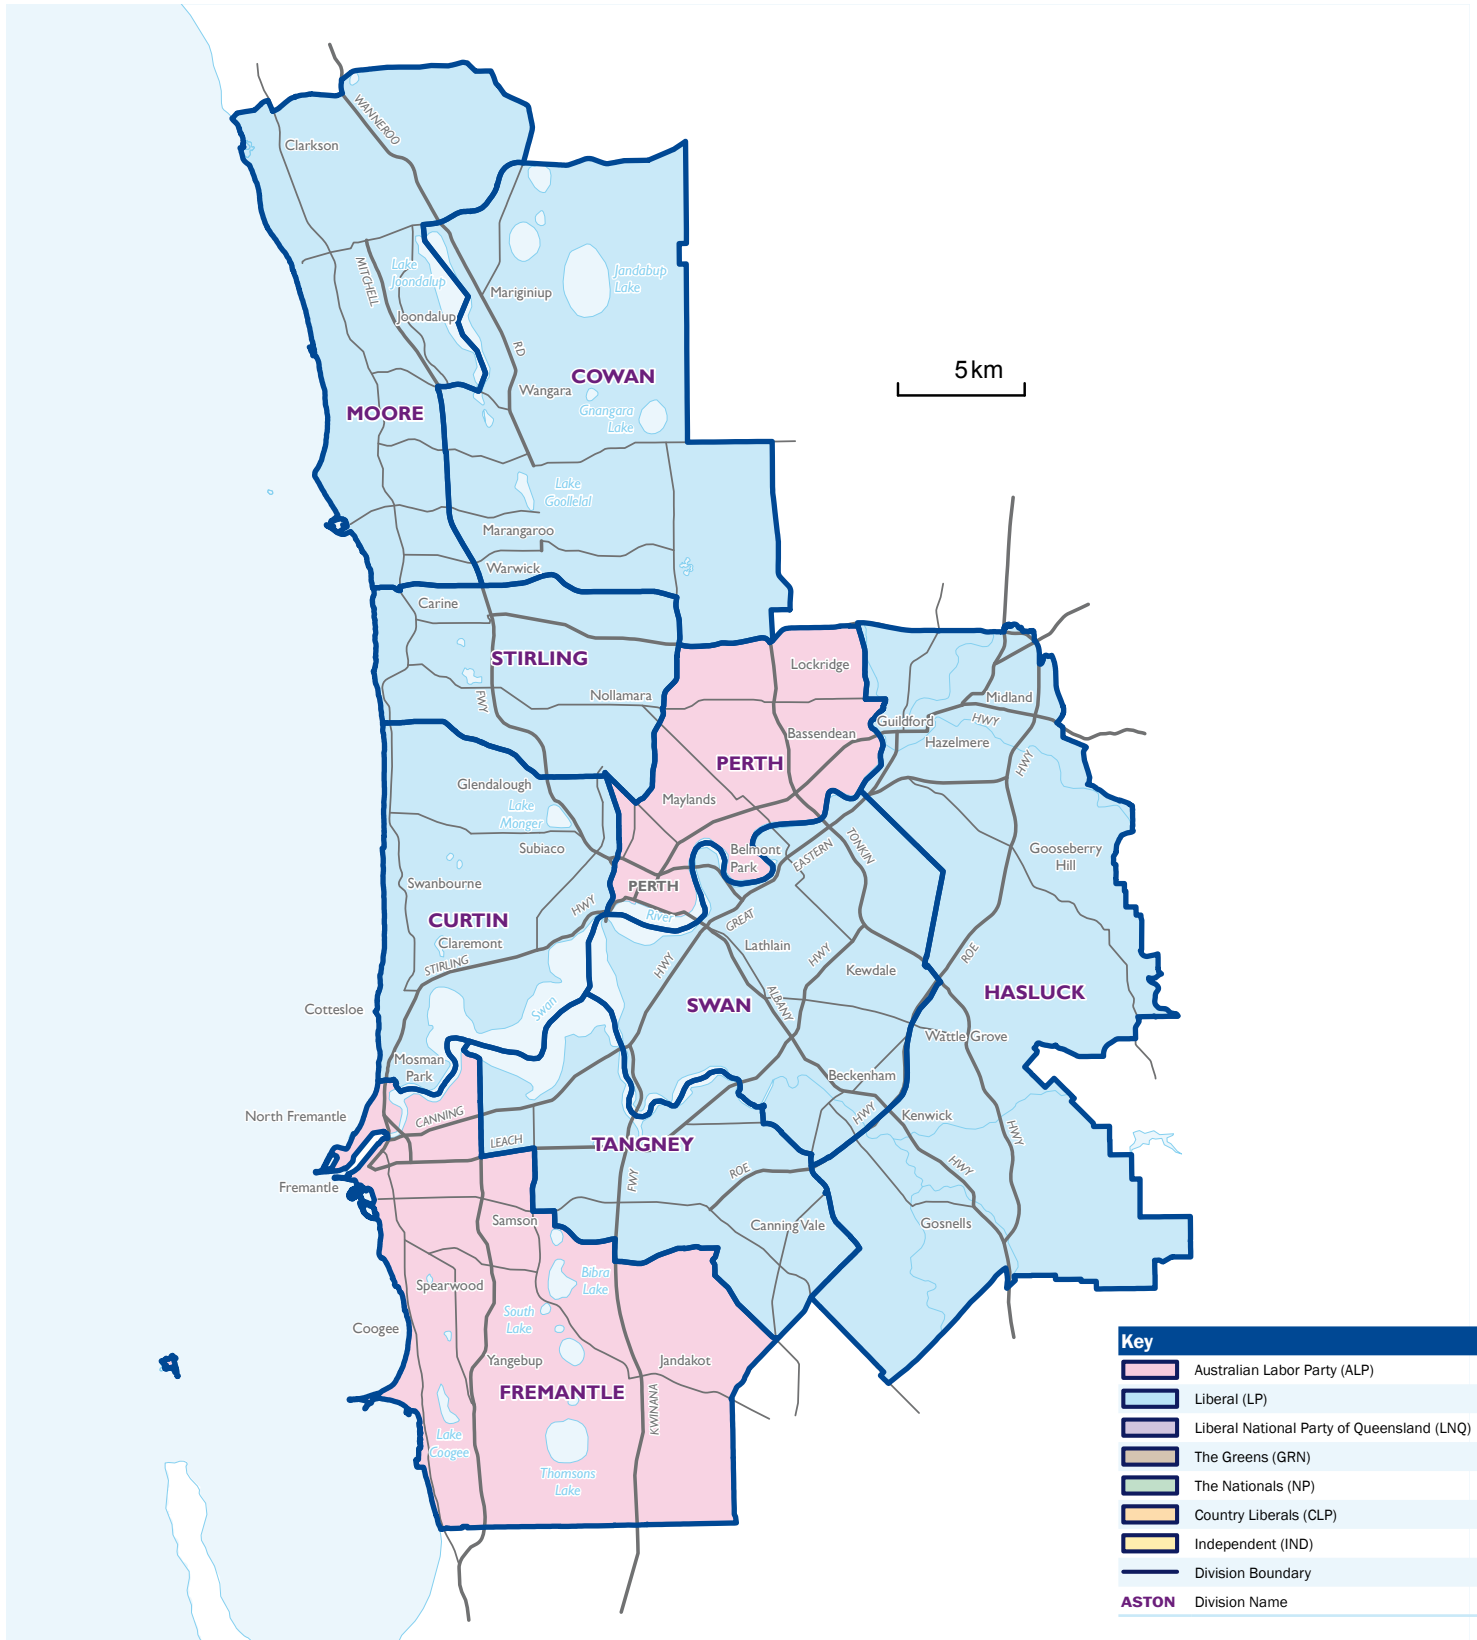 WANNEROO
Clarkson
Lake
Joondalup
Jandabup
Lake
MITCHELL
Mariginiup
Joondalup
RD
COWAN
5 km
Wangara
MOORE
Gnangara
Lake
Lake
Goollelal
Marangaroo
Warwick
Carine
STIRLING
Lockridge
Nollamara
FWY
Midland
Guildford
HWY
Bassendean
Hazelmere
PERTH
HWY
Glendalough
Maylands
Lake
Monger
Subiaco
Belmont
Park
EASTERN
TONKIN
Gooseberry
Hill
Swanbourne
PERTH
HWY
River
CURTIN
GREAT
Claremont
Lathlain
STIRLING
HWY
HWY
Kewdale
ROE
HASLUCK
Swan
SWAN
ALBANY
Cottesloe
Wattle Grove
Mosman
Park
Beckenham
North Fremantle
CANNING
HWY
Kenwick
LEACH
TANGNEY
HWY
HWY
ROE
FWY
Fremantle
Samson
Canning Vale
Gosnells
Bibra
Lake
Spearwood
South
Lake
Coogee
Yangebup
Jandakot
FREMANTLE
KWINANA
Lake
Coogee
Thomsons
Lake
Key
Australian Labor Party (ALP)
Liberal (LP)
Liberal National Party of Queensland (LNQ)
The Greens (GRN)
The Nationals (NP)
Country Liberals (CLP)
Independent (IND)
Division Boundary
ASTON Division Name